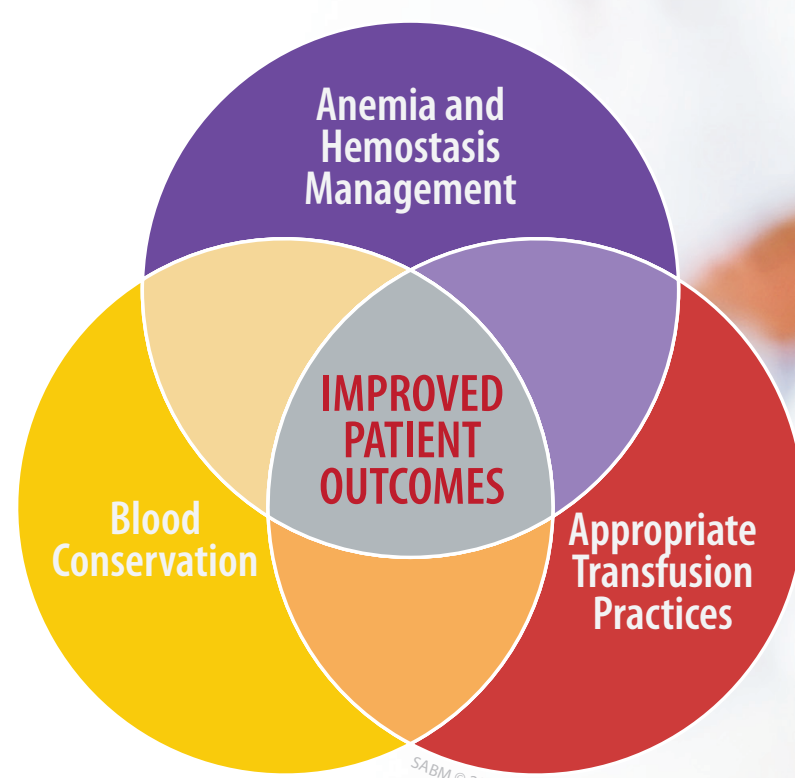 Anemia and
Hemostasis
Management
IMPROVED
PATIENT
OUTCOMES
Blood
Conservation
Appropriate
Transfusion
Practices
SABM ©